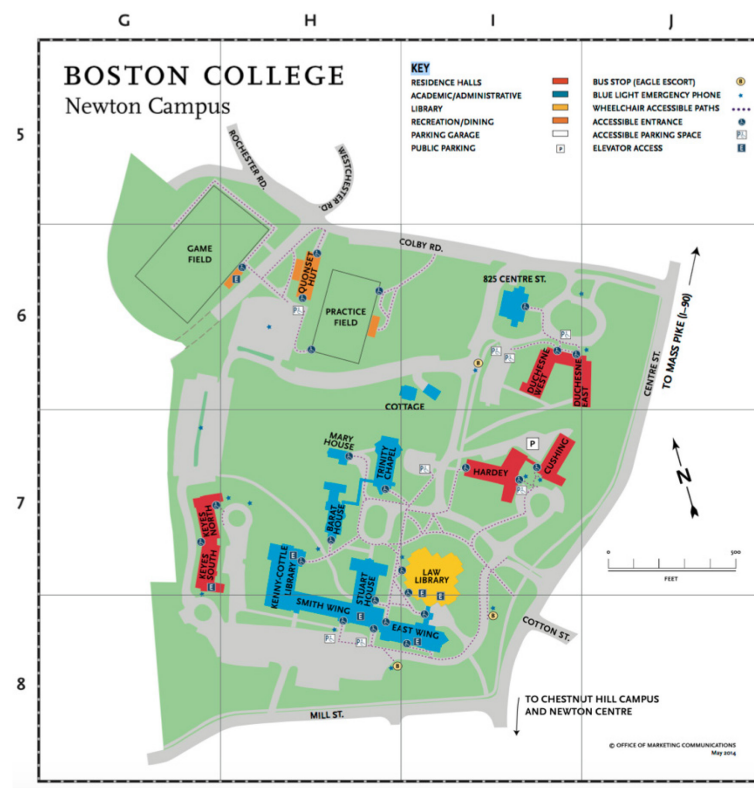 G
H
I
J
5
6
7
8
BOSTON COLLEGE
Newton Campus
KEY
RESIDENCE HALLS
ACADEMIC/ADMINISTRATIVE
LIBRARY
RECREATION/DINING
PARKING GARAGE
PUBLIC PARKING
P
BUS STOP (EAGLE ESCORT)
B
BLUE LIGHT EMERGENCY PHONE
WHEELCHAIR ACCESSIBLE PATHS
ACCESSIBLE ENTRANCE
ACCESSIBLE PARKING SPACE
P
ELEVATOR ACCESS
E
ROCHESTER RD.
WESTCHESTER RD.
COLBY RD.
GAME
FIELD
E
QUONSET
HUT
P
PRACTICE
FIELD
825 CENTRE ST.
P
P
P
B
DUCHESNE
WEST
DUCHESNE
EAST
CENTRE ST.
TO MASS PIKE (I-90)
COTTAGE
MARY
HOUSE
TRINITY
CHAPEL
P
HARDEY
P
CUSHING
P
N
BARAT
HOUSE
KEYES
NORTH
KEYES
SOUTH
E
KENNY-COTTLE
LIBRARY
E
STUART
HOUSE
LAW
LIBRARY
E
E
0
500
FEET
SMITH WING
E
EAST WING
E
P
P
B
B
COTTON ST.
MILL ST.
TO CHESTNUT HILL CAMPUS
AND NEWTON CENTRE
© OFFICE OF MARKETING COMMUNICATIONS
May 2014